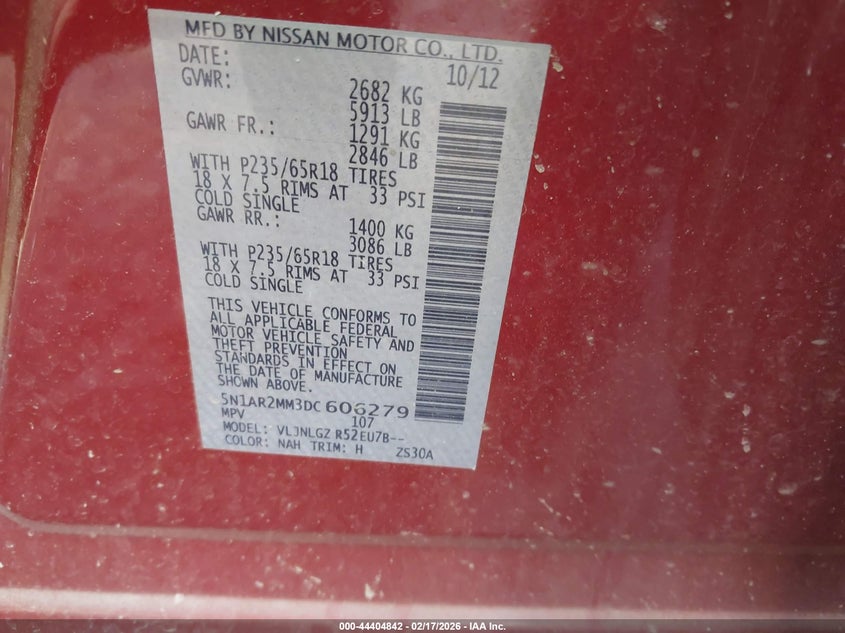 MFD BY NISSAN MOTOR CO., LTD.
DATE: 10/12
GVWR: 2682 KG
5913 LB
GAWR FR.: 1291 KG
2846 LB
WITH P235/65R18 TIRES
18 X 7.5 RIMS AT 33 PSI
COLD SINGLE
GAWR RR.: 1400 KG
3086 LB
WITH P235/65R18 TIRES
18 X 7.5 RIMS AT 33 PSI
COLD SINGLE
THIS VEHICLE CONFORMS TO
ALL APPLICABLE FEDERAL
MOTOR VEHICLE SAFETY AND
THEFT PREVENTION
STANDARDS IN EFFECT ON
THE DATE OF MANUFACTURE
SHOWN ABOVE.
5N1AR2MM3DC 606279
MPV 107
MODEL: VLJNLGZ R52EU7B--
COLOR: NAH TRIM: H ZS30A
000-44404842 - 02/17/2026 - IAA Inc.